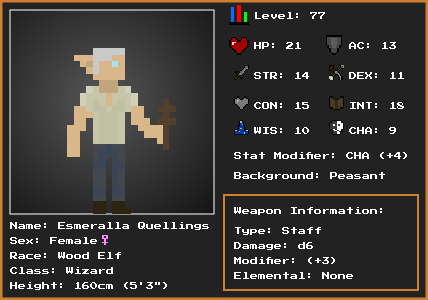 Level: 77
HP: 21
AC: 13
STR: 14
DEX: 11
CON: 15
INT: 18
WIS: 10
CHA: 9
Stat Modifier: CHA (+4)
Background: Peasant
Name: Esmeralla Quellings
Sex: Female♀
Race: Wood Elf
Class: Wizard
Height: 160cm (5'3")
Weapon Information:
Type: Staff
Damage: d6
Modifier: (+3)
Elemental: None